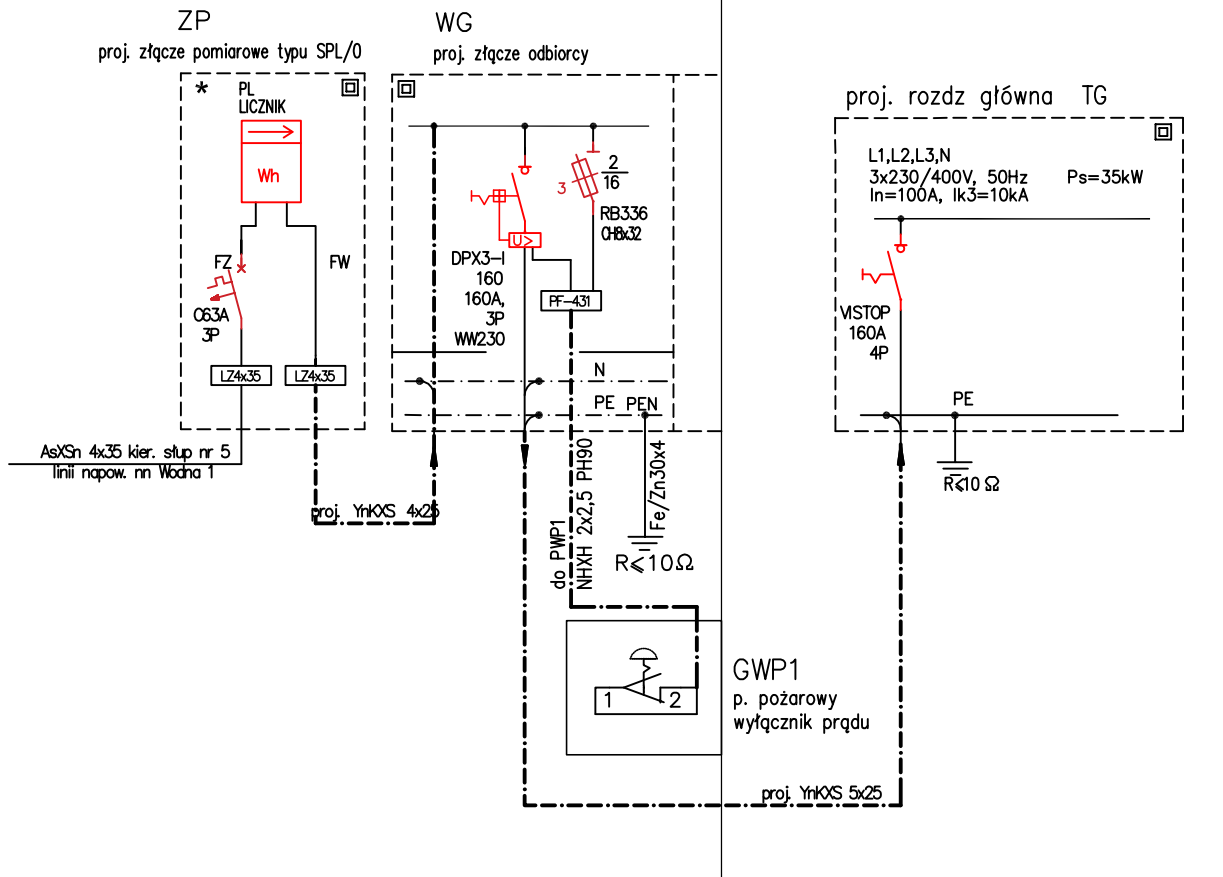 ZP
proj. złącze pomiarowe typu SPL/0
*
PL
LICZNIK
Wh
FZ
FW
C63A
3P
LZ4x35
LZ4x35
AsXSn 4x35 kier. słup nr 5
linii napow. nn Wodna 1
proj. YnKXS 4x25
WG
proj. złącze odbiorcy
2
16
3
RB336
CH8x32
U>
DPX3-I
160
160A,
3P
WW230
PF-431
N
PE
PEN
do PWP1
NHXH 2x2,5 PH90
Fe/Zn30x4
R⩽10Ω
1
2
GWP1
p. pożarowy
wyłącznik prądu
proj. YnKXS 5x25
proj. rozdz główna TG
L1,L2,L3,N
3x230/400V, 50Hz
Ps=35kW
In=100A, Ik3=10kA
VISTOP
160A
4P
PE
R⩽10 Ω